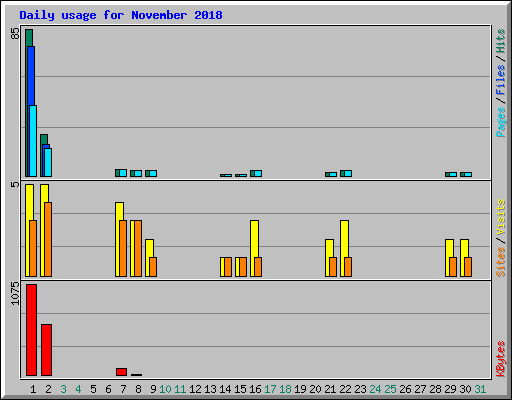 Daily usage for November 2018
85
5
1075
Pages/Files/Hits
Sites/Visits
KBytes
1 2 3 4 5 6 7 8 9 10 11 12 13 14 15 16 17 18 19 20 21 22 23 24 25 26 27 28 29 30 31